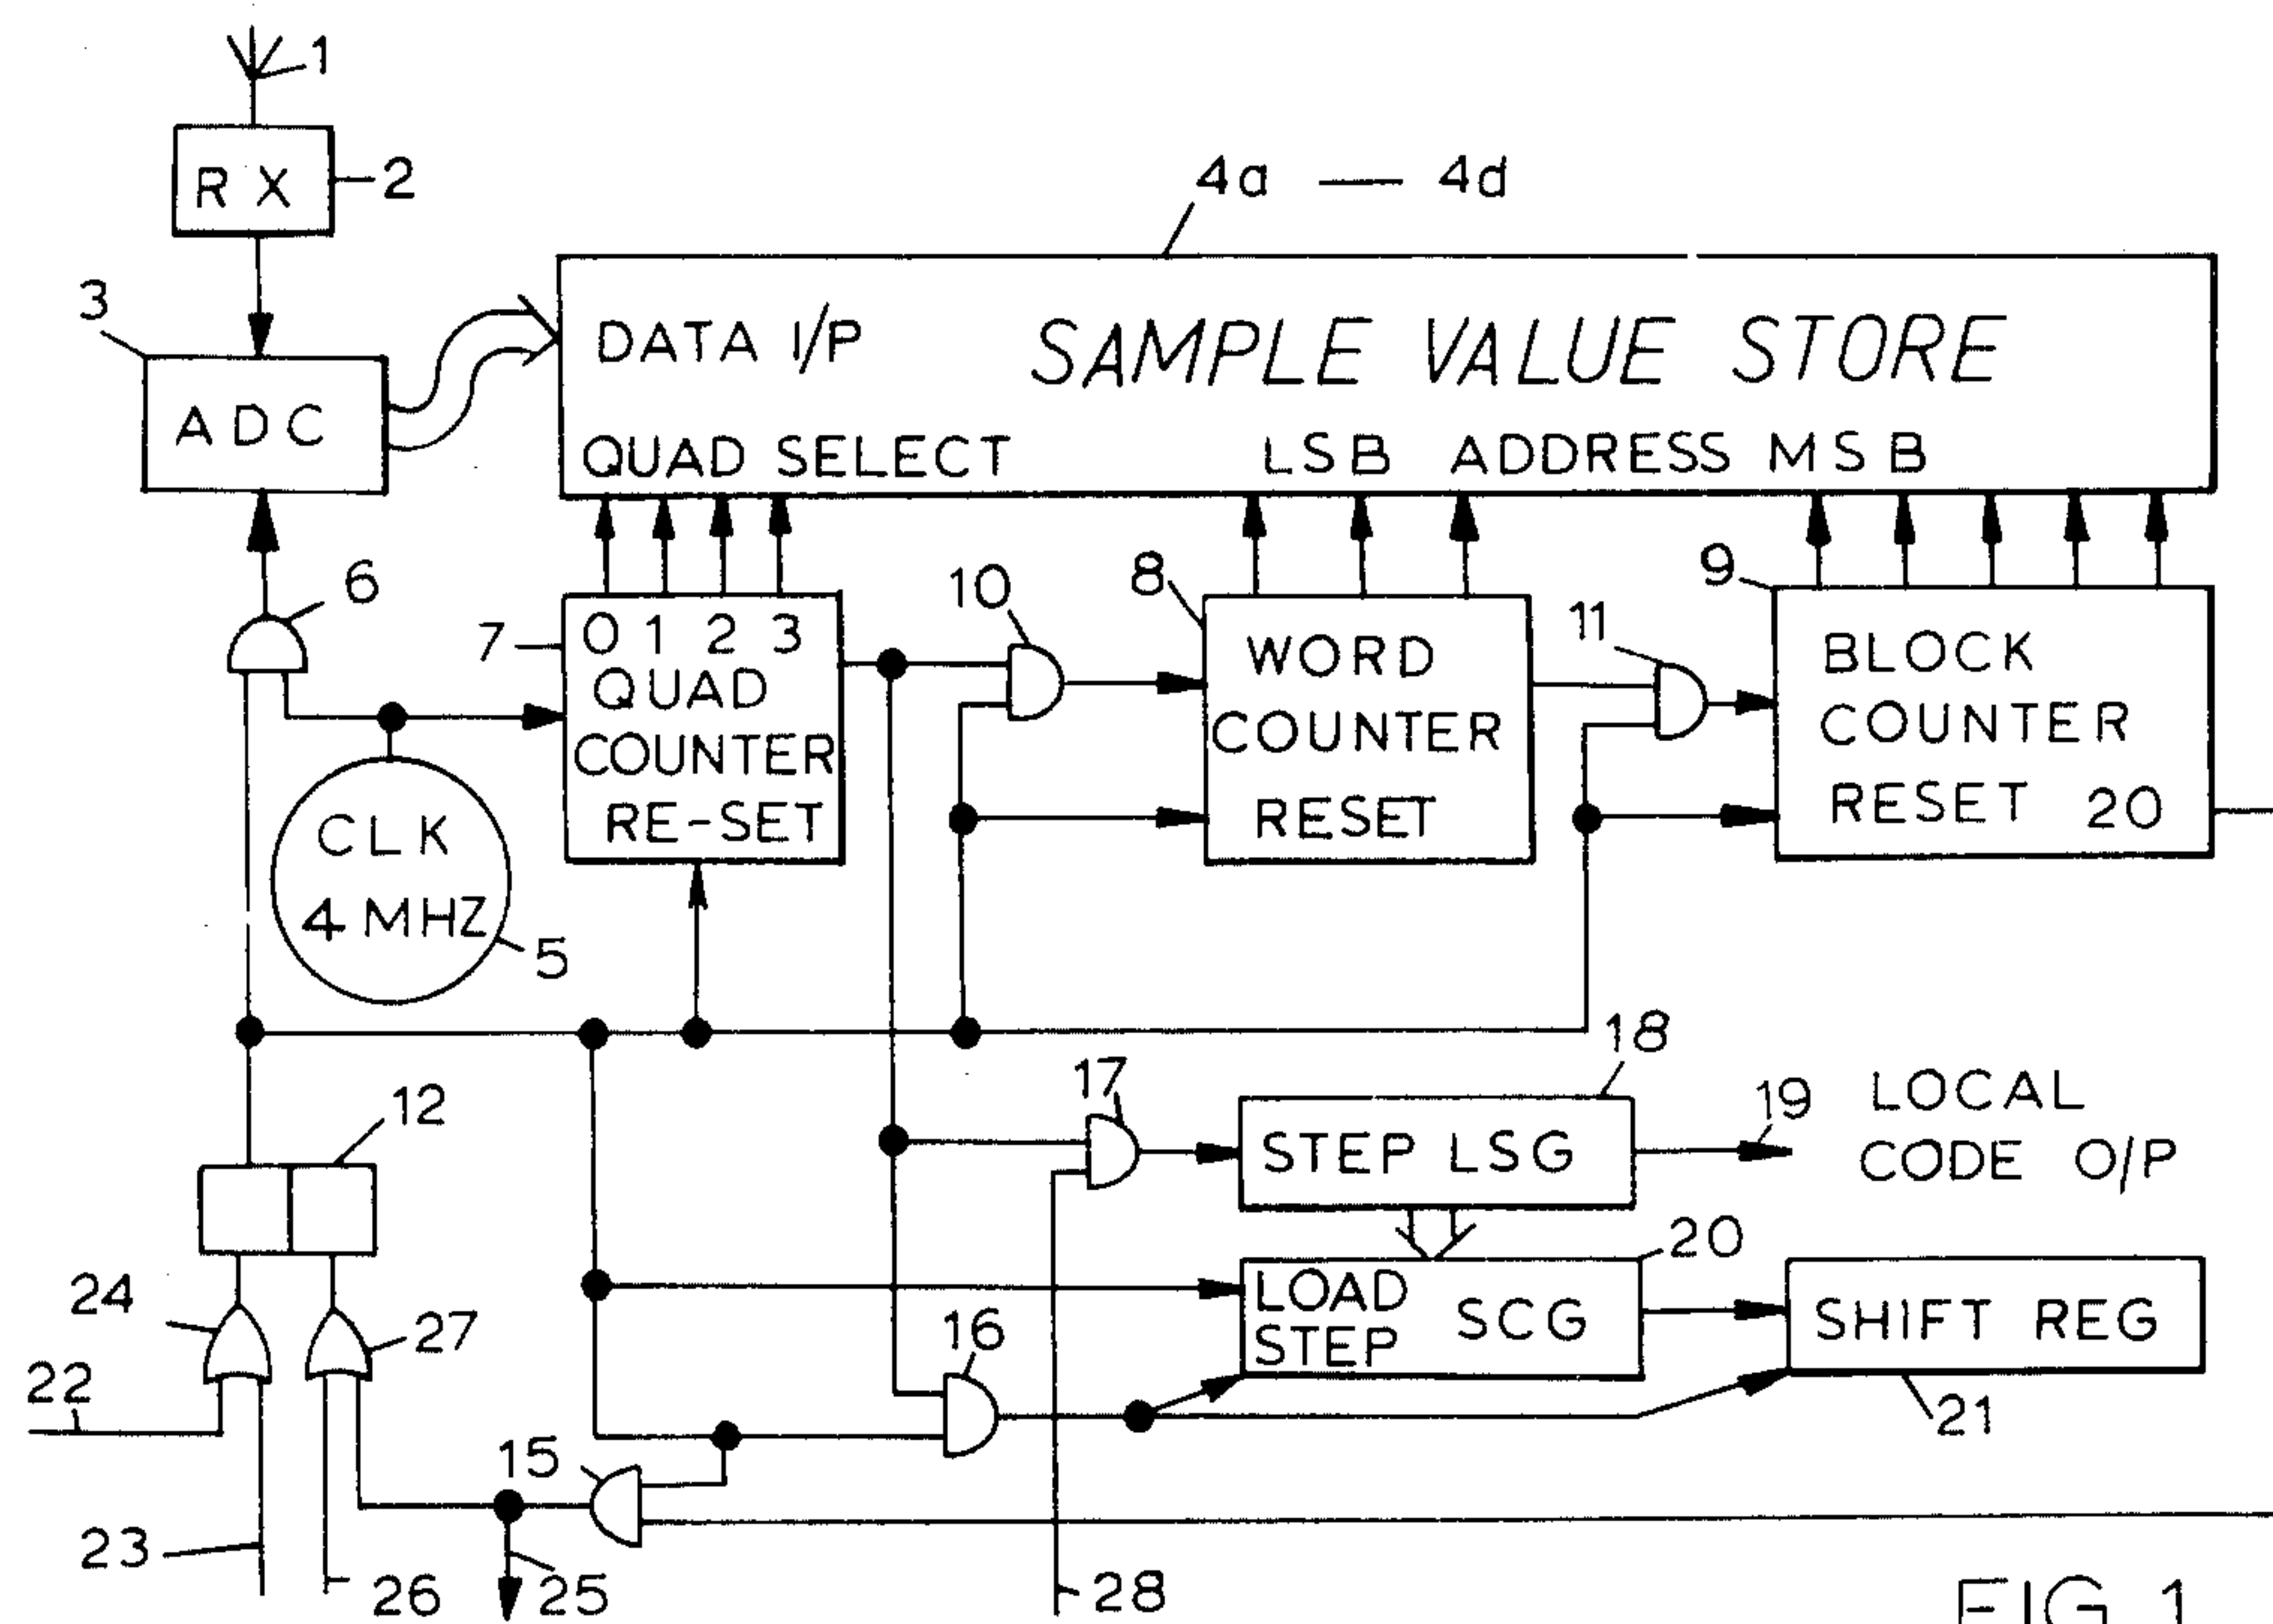 1
RX
2
4a — 4d
3
DATA I/P
SAMPLE VALUE STORE
ADC
QUAD SELECT
LSB ADDRESS MSB
6
10
8
11
9
7
0 1 2 3
QUAD
COUNTER
RE-SET
WORD
COUNTER
RESET
BLOCK
COUNTER
RESET 20
CLK
4 MHZ
5
12
17
18
STEP LSG
19
LOCAL
CODE O/P
20
LOAD
STEP
SCG
SHIFT REG
24
27
16
22
15
21
23
26
25
28
FIG 1